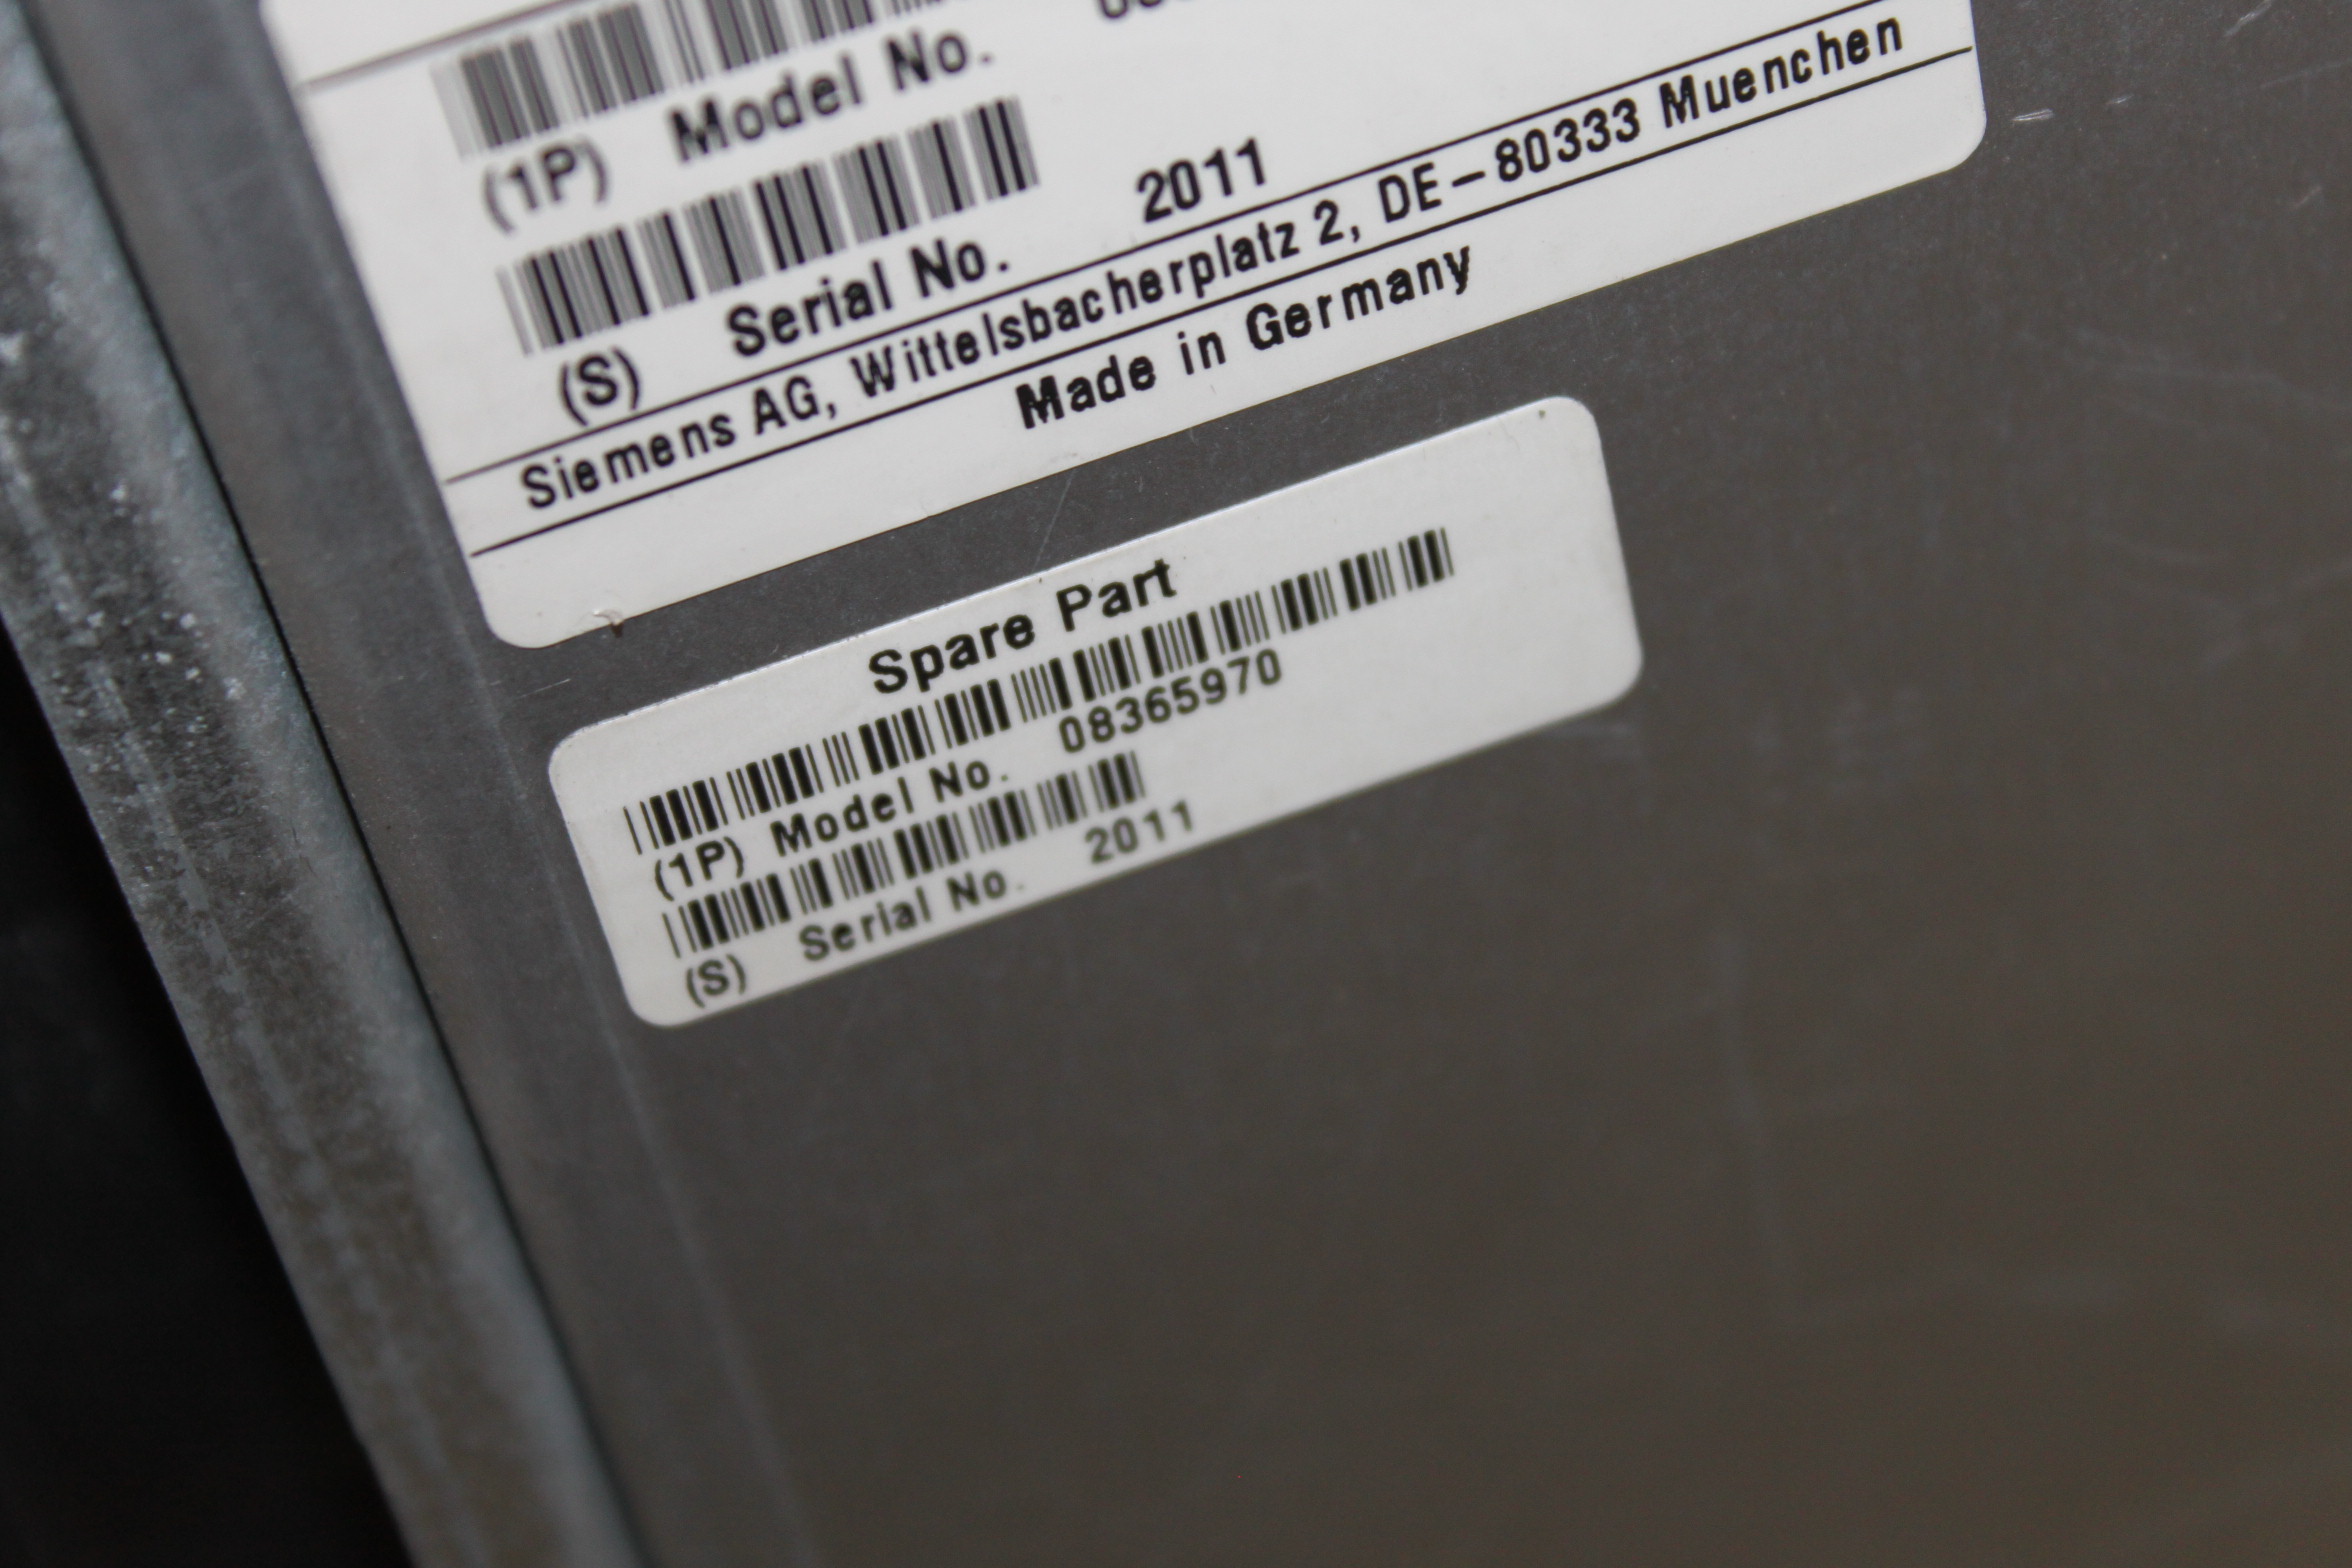 (1P) Model No.
(S) Serial No. 2011
Siemens AG, Wittelsbacherplatz 2, DE-80333 Muenchen
Made in Germany
Spare Part
(1P) Model No. 08365970
(S) Serial No. 2011